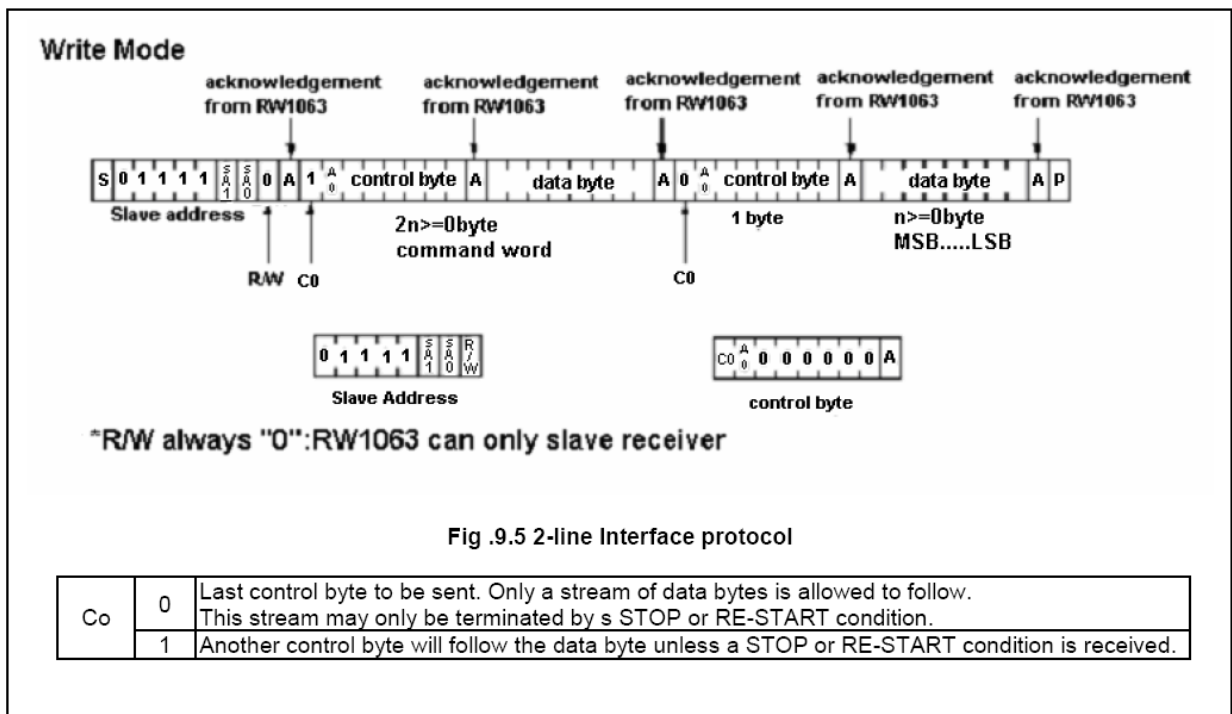 Write Mode
acknowledgement from RW1063
acknowledgement from RW1063
acknowledgement from RW1063
acknowledgement from RW1063
acknowledgement from RW1063
S 0 1 1 1 1 SA1 SA0 0 A 1 A0 control byte A data byte A 0 A0 control byte A data byte A P
Slave address
2n>=0byte
command word
1 byte
n>=0byte
MSB.....LSB
R/W C0
C0
0 1 1 1 1 SA1 SA0 R/W
Slave Address
C0 A0 0 0 0 0 0 0 A
control byte
*R/W always "0":RW1063 can only slave receiver
Fig .9.5 2-line Interface protocol
Co
0 Last control byte to be sent. Only a stream of data bytes is allowed to follow.
This stream may only be terminated by s STOP or RE-START condition.
1 Another control byte will follow the data byte unless a STOP or RE-START condition is received.